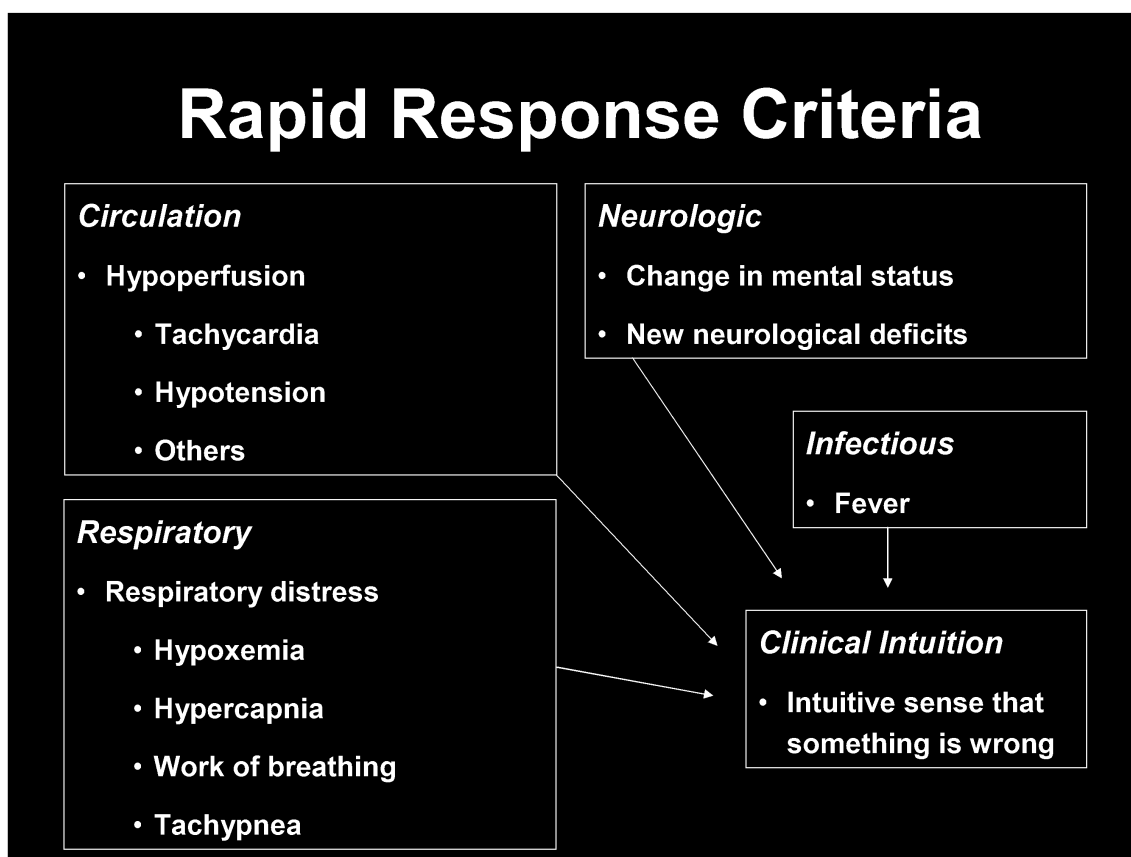 Rapid Response Criteria
Circulation
• Hypoperfusion
• Tachycardia
• Hypotension
• Others
Respiratory
• Respiratory distress
• Hypoxemia
• Hypercapnia
• Work of breathing
• Tachypnea
Neurologic
• Change in mental status
• New neurological deficits
Infectious
• Fever
Clinical Intuition
• Intuitive sense that
something is wrong